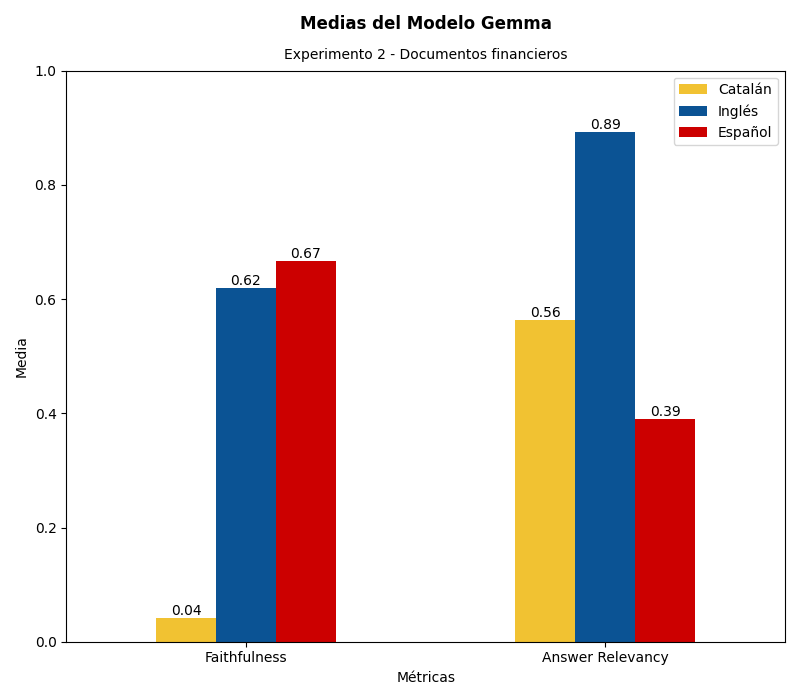 Medias del Modelo Gemma
Experimento 2 - Documentos financieros
Catalán
Inglés
Español
1.0
0.8
0.6
0.4
0.2
0.0
Media
0.04
0.62
0.67
0.56
0.89
0.39
Faithfulness
Answer Relevancy
Métricas